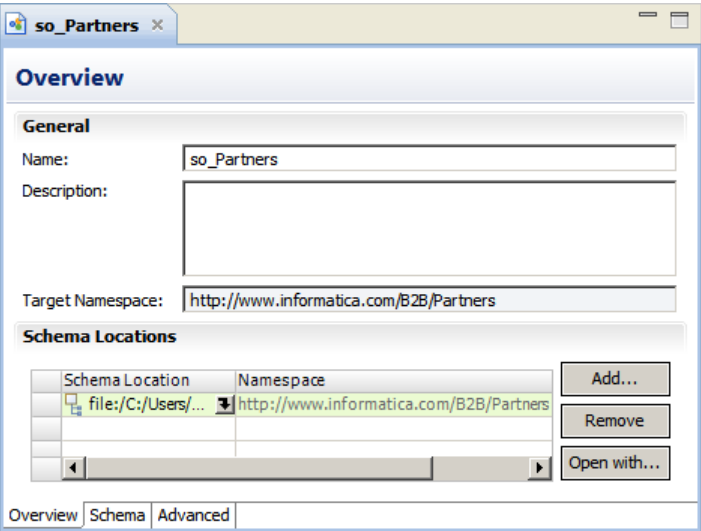 so_Partners
Overview
General
Name: so_Partners
Description:
Target Namespace: http://www.informatica.com/B2B/Partners
Schema Locations
Schema Location Namespace Add...
file:/C:/Users/... http://www.informatica.com/B2B/Partners
Remove
Open with...
Overview Schema Advanced